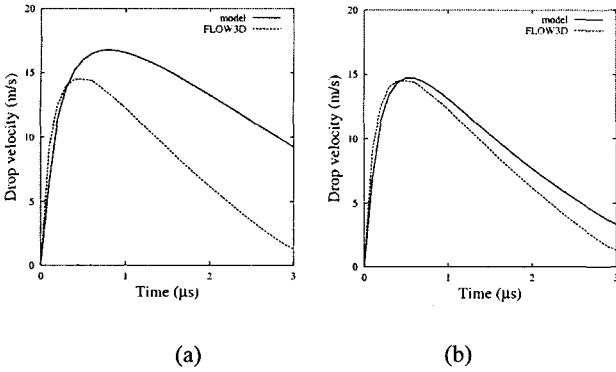 20
15
10
5
0
0
1
2
3
Drop velocity (m/s)
Time (μs)
model
FLOW3D
(a)
20
15
10
5
0
0
1
2
3
Drop velocity (m/s)
Time (μs)
model
FLOW3D
(b)